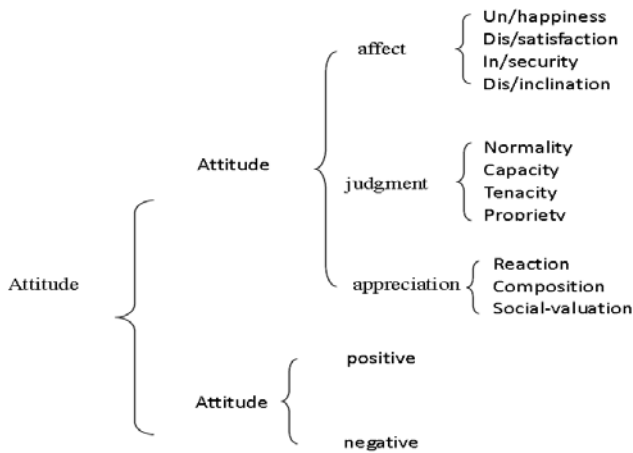 Un/happiness
Dis/satisfaction
In/security
Dis/inclination
affect
Attitude
Normality
Capacity
Tenacity
Propriety
judgment
Reaction
Composition
Social-valuation
appreciation
Attitude
positive
Attitude
negative